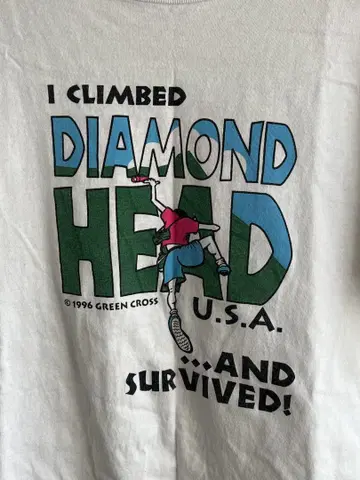 I CLIMBED
DIAMOND
HEAD
© 1996 GREEN CROSS
U.S.A.
...AND
SURVIVED!